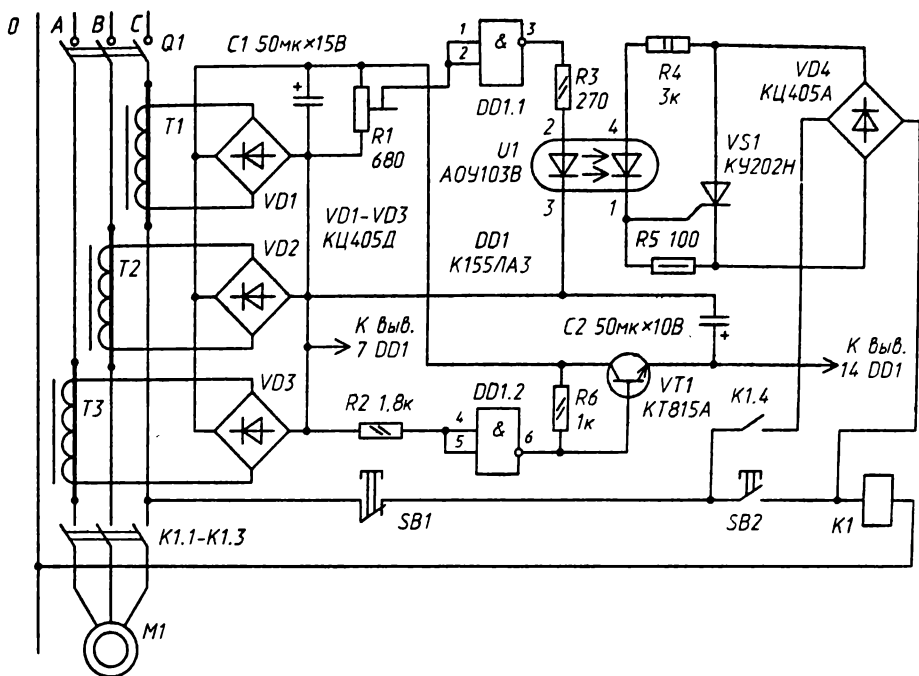 0
A
B
C
Q1
C1 50мк×15В
1
2
&
3
DD1.1
R3
270
R4
3к
VD4
КЦ405А
T1
R1
680
2
4
U1
АОУ103В
VS1
КУ202Н
VD1
3
1
VD1-VD3
КЦ405Д
R5 100
DD1
К155ЛА3
T2
VD2
C2 50мк×10В
+
+
К выв.
7 DD1
К выв.
14 DD1
T3
VD3
R2 1,8к
DD1.2
4
5
&
6
R6
1к
VT1
КТ815А
K1.4
SB1
SB2
K1
K1.1-K1.3
M1